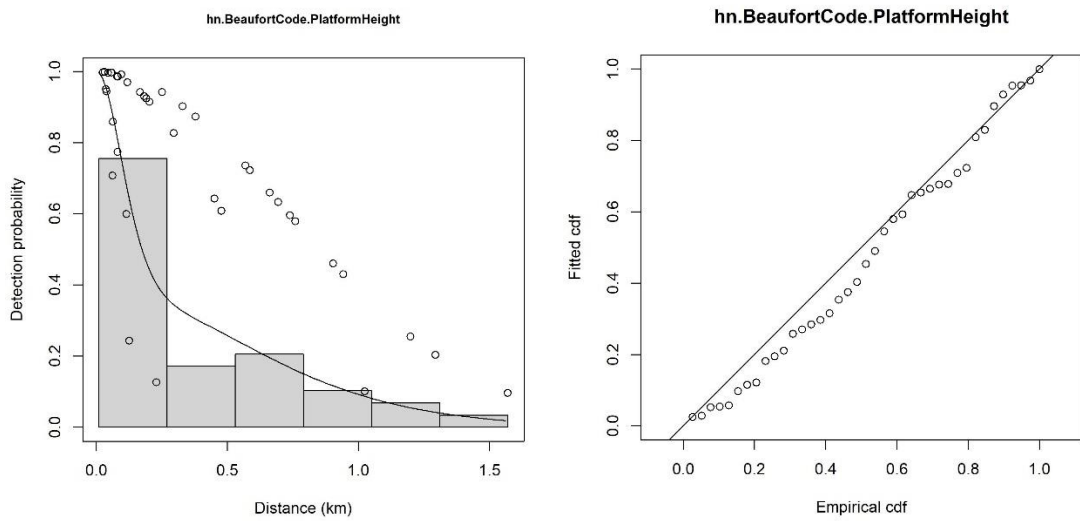 hn.BeaufortCode.PlatformHeight
Detection probability
1.0
0.8
0.6
0.4
0.2
0.0
0.0 0.5 1.0 1.5
Distance (km)
hn.BeaufortCode.PlatformHeight
Fitted cdf
1.0
0.8
0.6
0.4
0.2
0.0
0.0 0.2 0.4 0.6 0.8 1.0
Empirical cdf